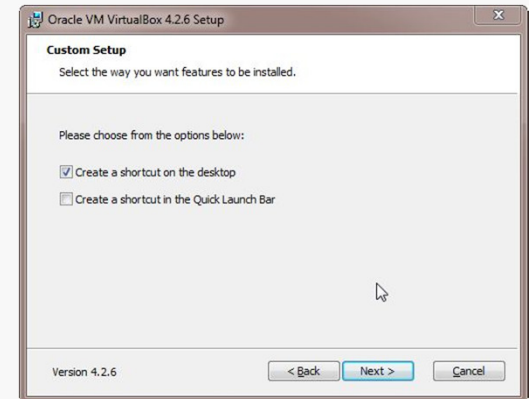 Oracle VM VirtualBox 4.2.6 Setup
Custom Setup
Select the way you want features to be installed.
Please choose from the options below:
Create a shortcut on the desktop
Create a shortcut in the Quick Launch Bar
Version 4.2.6
< Back
Next >
Cancel